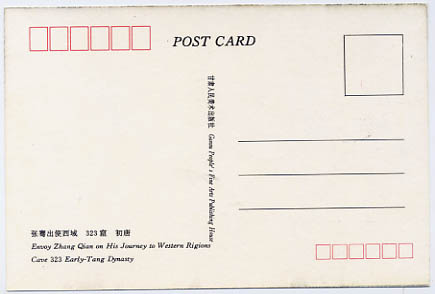 POST CARD
甘肃人民美术出版社 Gansu People's Fine Arts Publishing House
张骞出使西域 323窟 初唐
Envoy Zhang Qian on His Journey to Western Rigions
Cave 323 Early-Tang Dynasty